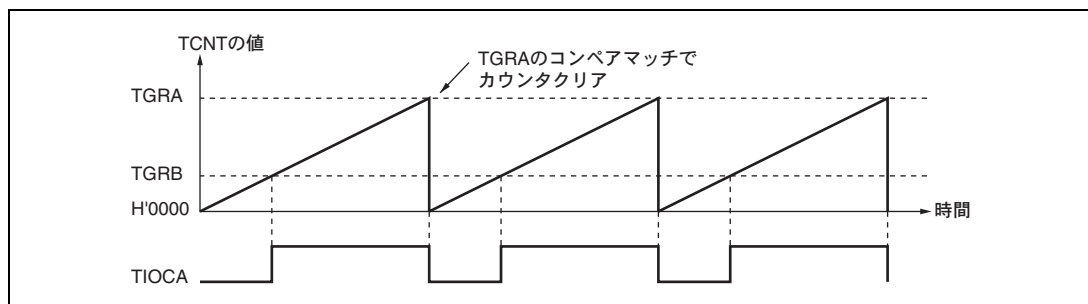 TCNTの値
TGRAのコンペアマッチで
カウンタクリア
TGRA
TGRB
H'0000
時間
TIOCA